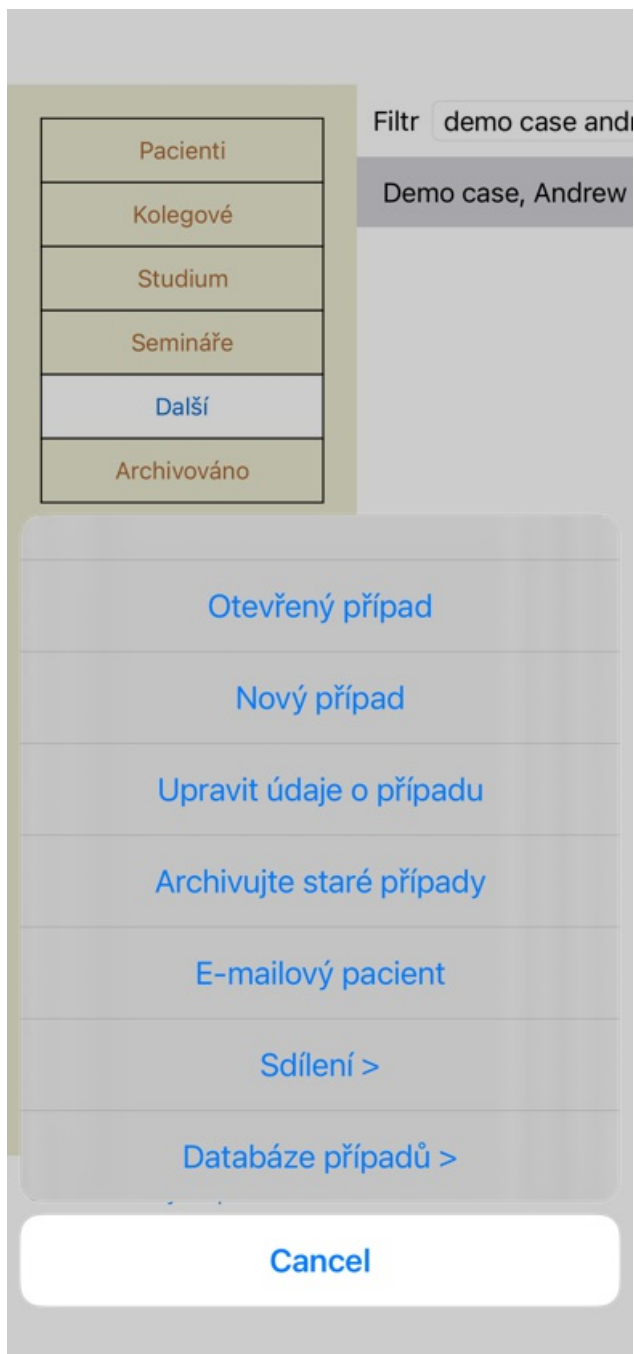 Filtr demo case andr
Pacienti
Demo case, Andrew
Kolegové
Studium
Semináře
Další
Archivováno
Otevřený případ
Nový případ
Upravit údaje o případu
Archivujte staré případy
E-mailový pacient
Sdílení >
Databáze případů >
Cancel